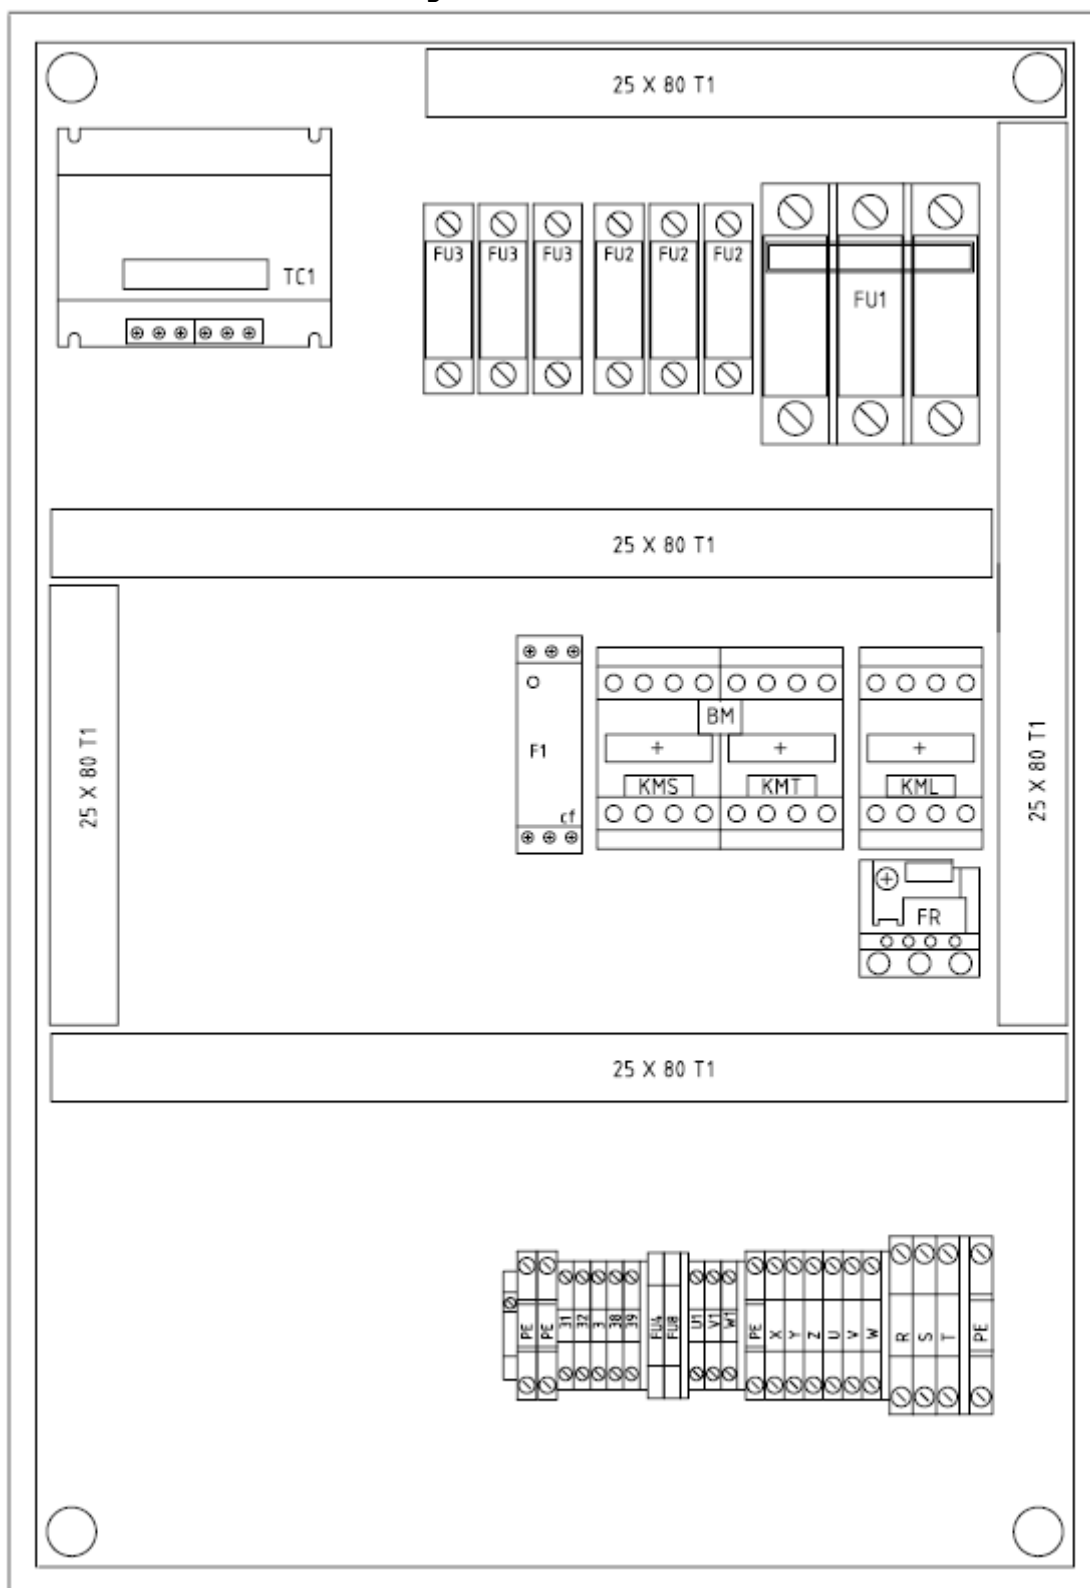 25 X 80 T1
TC1
FU3 FU3 FU3 FU2 FU2 FU2
FU1
25 X 80 T1
25 X 80 T1
F1
cf
BM
KMS KMT KML
25 X 80 T1
FR
25 X 80 T1
PE PE 31 32 3 38 39 FU4 FU8 U1 V1 W1 PE X Y Z U V W R S T PE